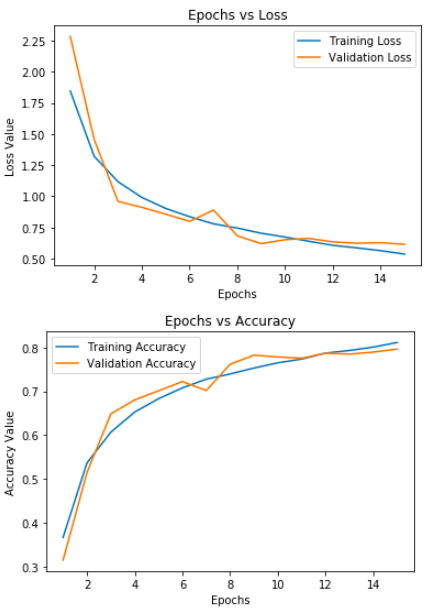 Epochs vs Loss
Training Loss
Validation Loss
2.25
2.00
1.75
1.50
1.25
1.00
0.75
0.50
Loss Value
2 4 6 8 10 12 14
Epochs
Epochs vs Accuracy
Training Accuracy
Validation Accuracy
0.8
0.7
0.6
0.5
0.4
0.3
Accuracy Value
2 4 6 8 10 12 14
Epochs